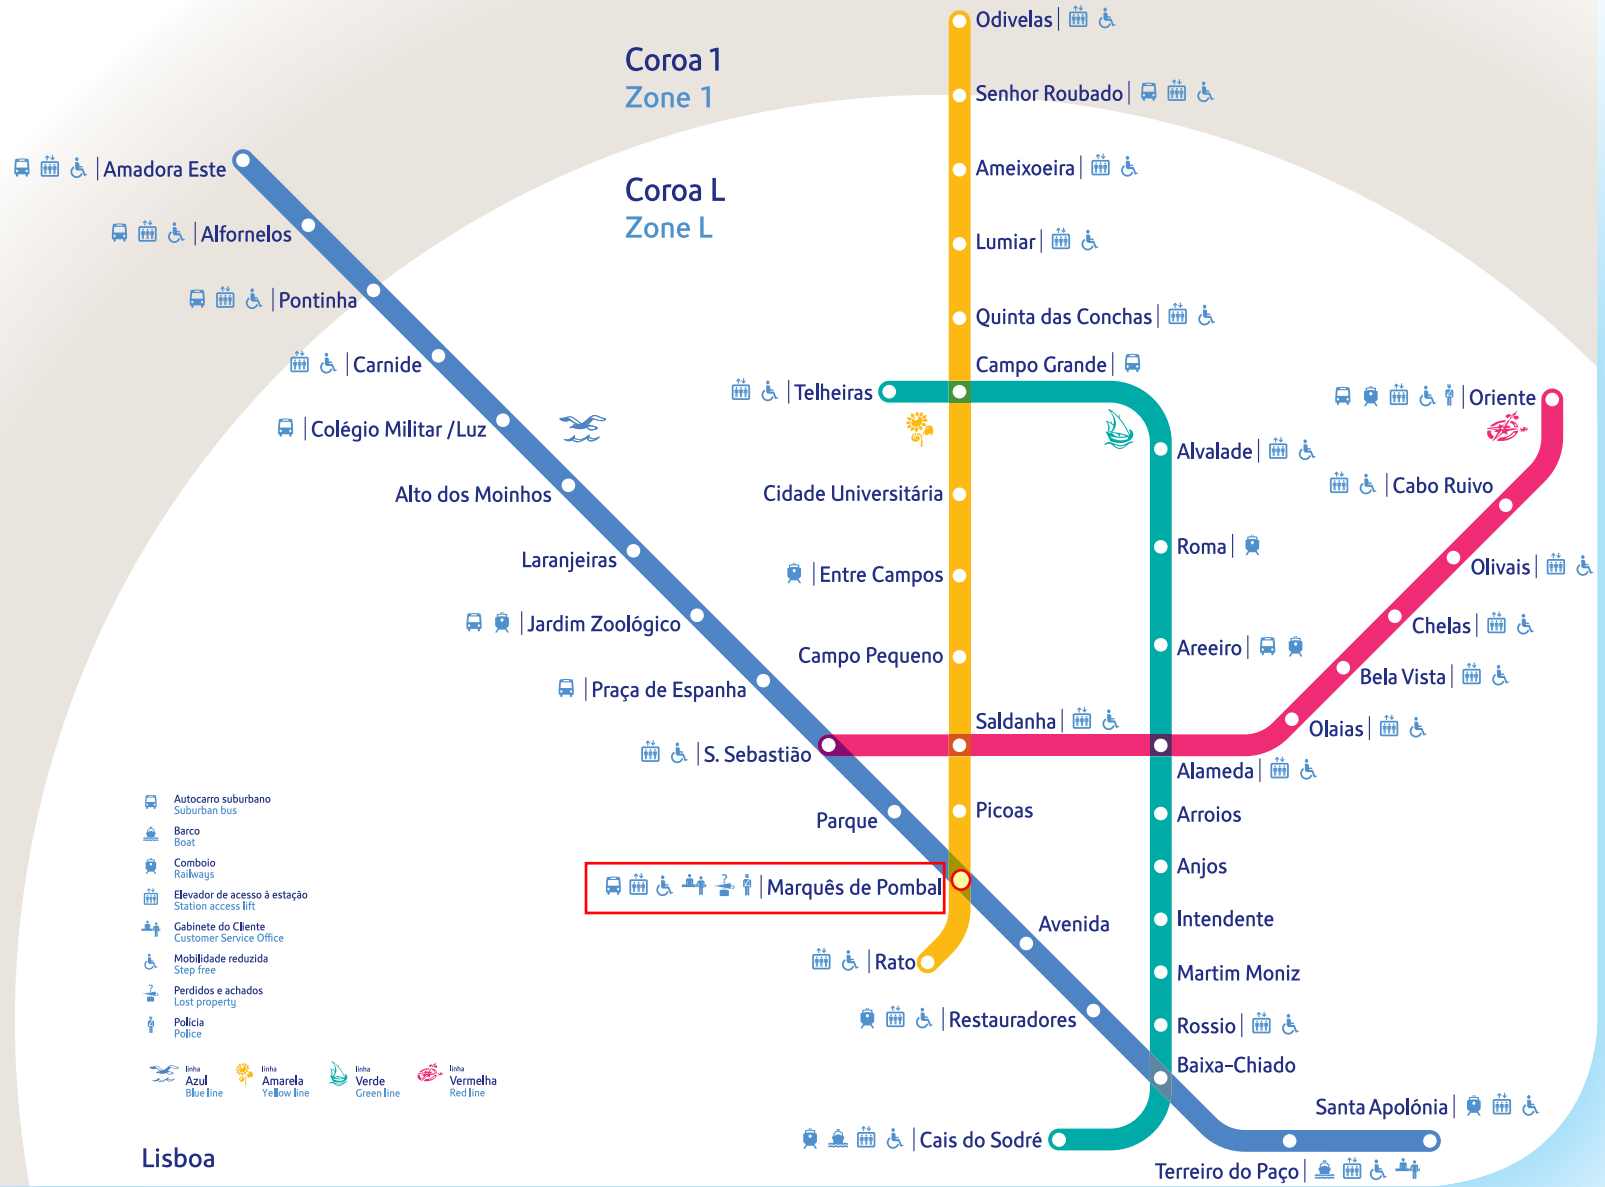 Odivelas
Coroa 1
Zone 1
Senhor Roubado
Amadora Este
Ameixoeira
Coroa L
Zone L
Alfornelos
Lumiar
Pontinha
Quinta das Conchas
Carnide
Campo Grande
Telheiras
Oriente
Colégio Militar /Luz
Alvalade
Cabo Ruivo
Alto dos Moinhos
Cidade Universitária
Roma
Laranjeiras
Entre Campos
Olivais
Jardim Zoológico
Chelas
Campo Pequeno
Areeiro
Bela Vista
Praça de Espanha
Saldanha
Olaias
S. Sebastião
Alameda
Parque
Picoas
Arroios
Anjos
Marquês de Pombal
Avenida
Intendente
Rato
Martim Moniz
Restauradores
Rossio
Baixa-Chiado
Santa Apolónia
Cais do Sodré
Terreiro do Paço
Autocarro suburbano
Suburban bus
Barco
Boat
Comboio
Railways
Elevador de acesso à estação
Station access lift
Gabinete do Cliente
Customer Service Office
Mobilidade reduzida
Step free
Perdidos e achados
Lost property
Polícia
Police
linha
Azul
Blue line
linha
Amarela
Yellow line
linha
Verde
Green line
linha
Vermelha
Red line
Lisboa